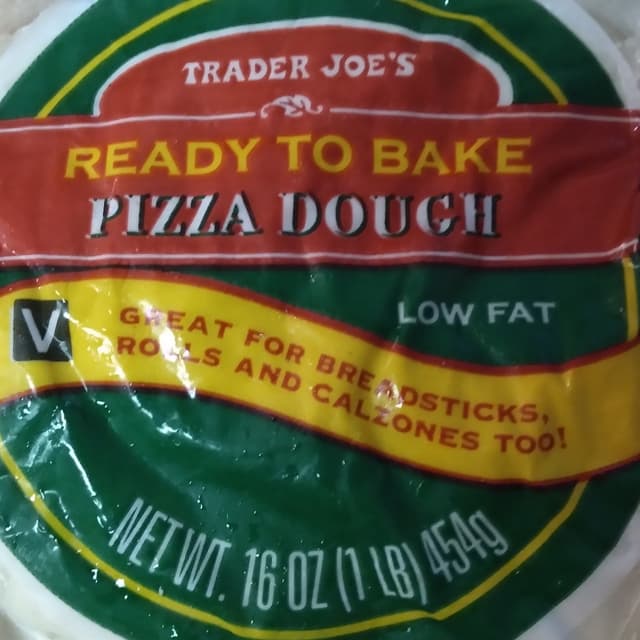 TRADER JOE'S
READY TO BAKE
PIZZA DOUGH
LOW FAT
V
GREAT FOR BREADSTICKS,
ROLLS AND CALZONES TOO!
NET WT. 16 OZ (1 LB) 454g